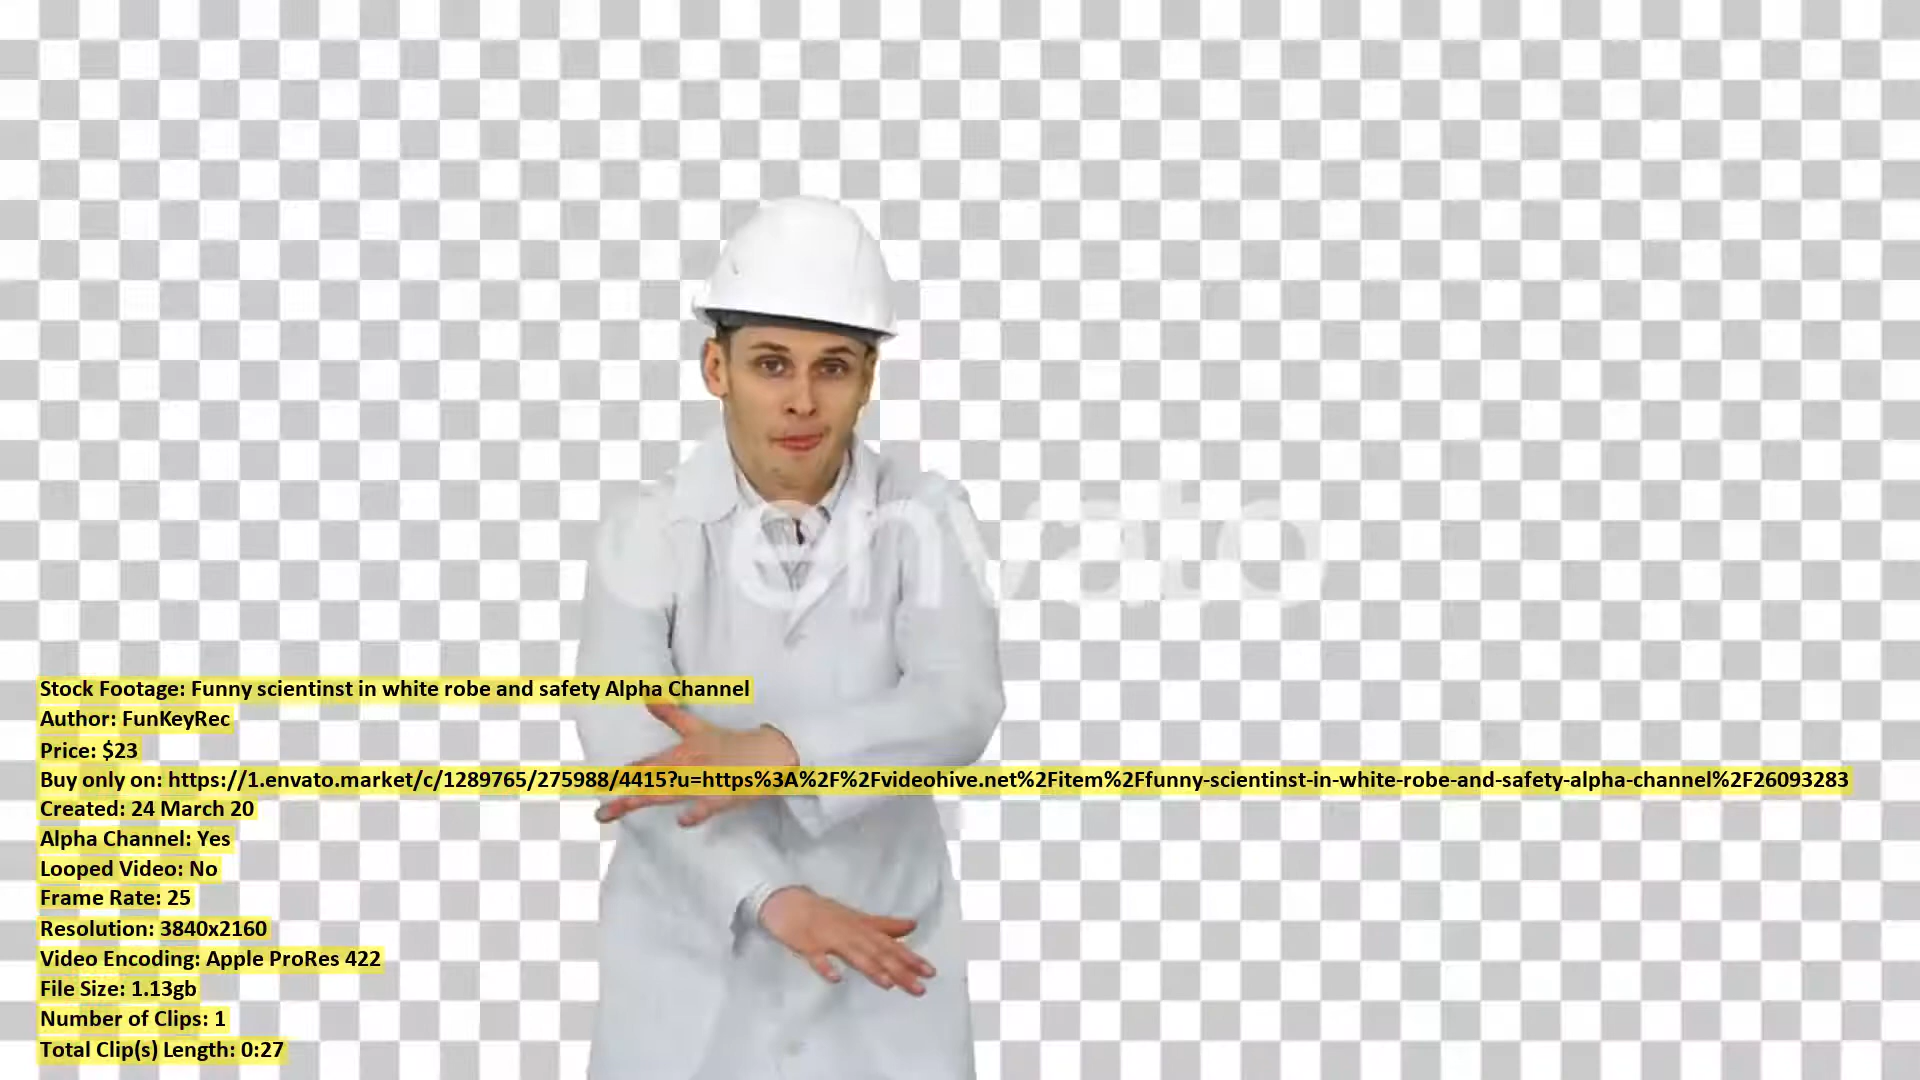 envato
Stock Footage: Funny scientinst in white robe and safety Alpha Channel
Author: FunKeyRec
Price: $23
Buy only on: https://1.envato.market/c/1289765/275988/4415?u=https%3A%2F%2Fvideohive.net%2Fitem%2Ffunny-scientinst-in-white-robe-and-safety-alpha-channel%2F26093283
Created: 24 March 20
Alpha Channel: Yes
Looped Video: No
Frame Rate: 25
Resolution: 3840x2160
Video Encoding: Apple ProRes 422
File Size: 1.13gb
Number of Clips: 1
Total Clip(s) Length: 0:27